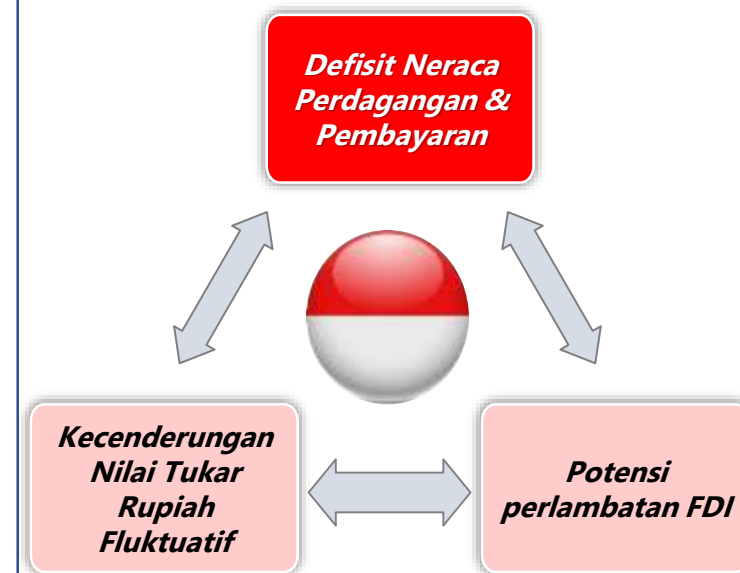 Defisit Neraca
Perdagangan &
Pembayaran
Kecenderungan
Nilai Tukar
Rupiah
Fluktuatif
Potensi
perlambatan FDI